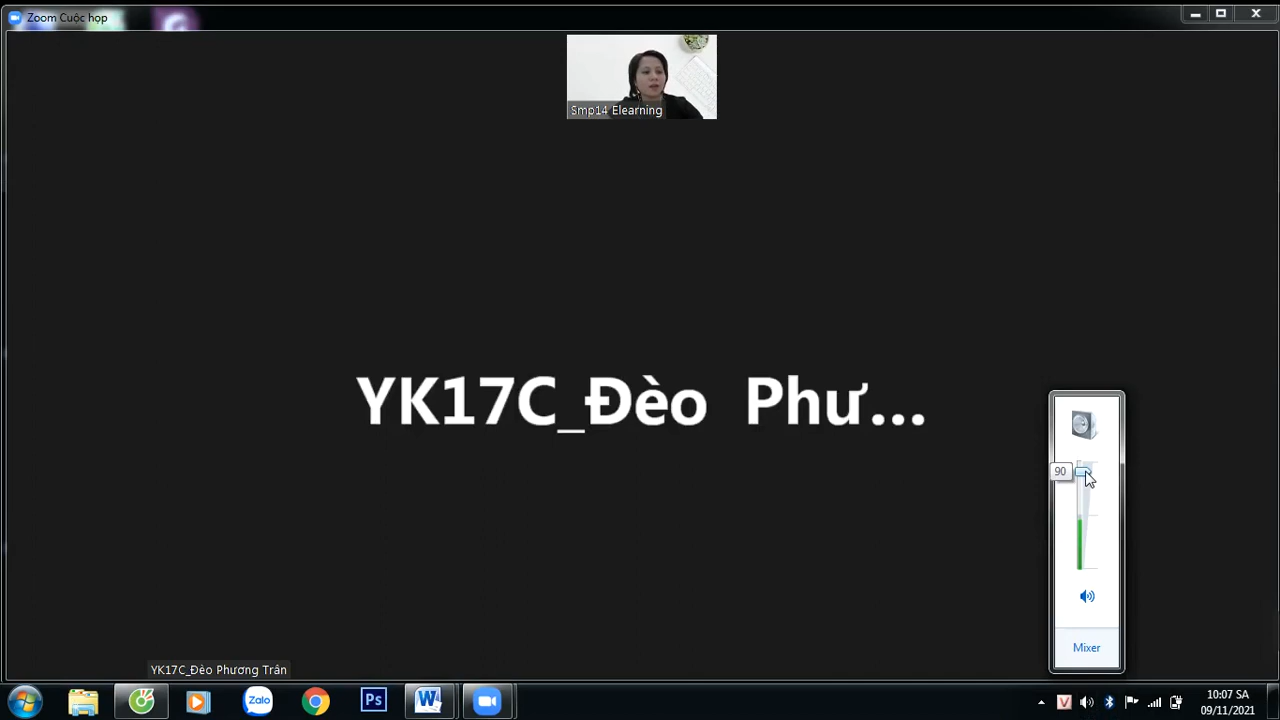 Zoom Cuộc họp
Smp14 Elearning
YK17C_Đèo Phư...
90
Mixer
YK17C_Đèo Phương Trân
Zalo
Ps
W
V
10:07 SA
09/11/2021